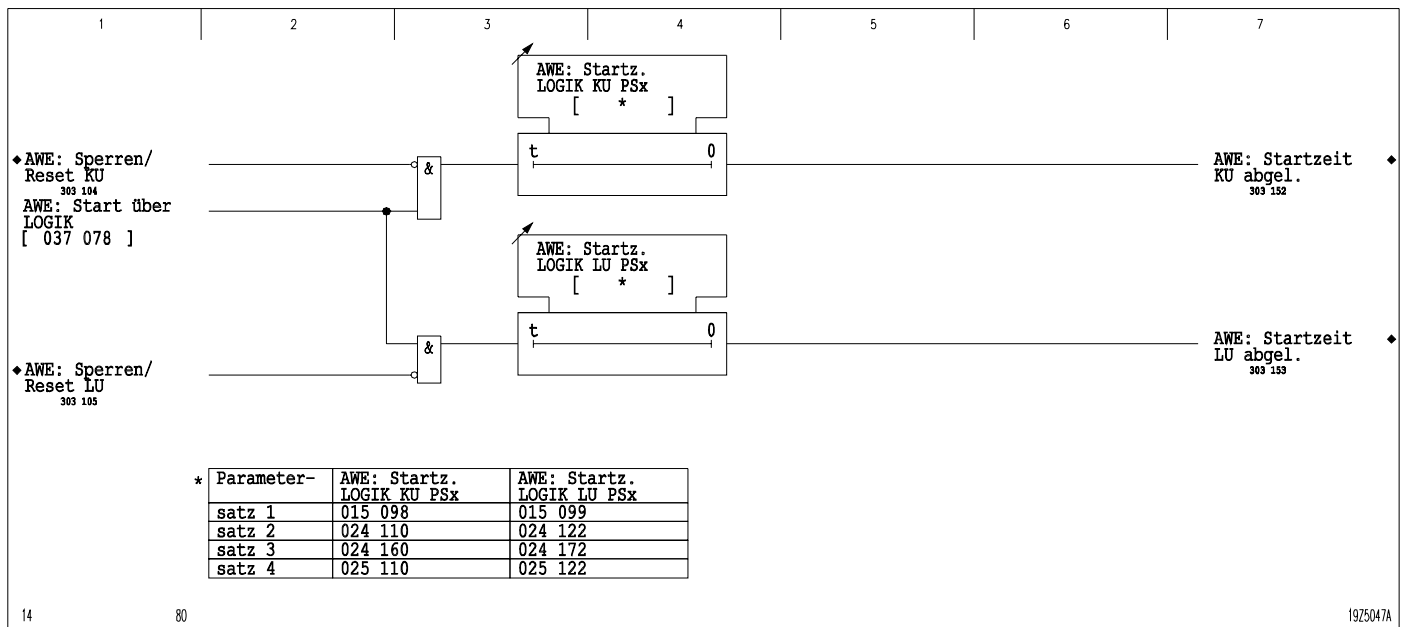 1 2 3 4 5 6 7
AWE: Startz.
LOGIK KU PSx
[ * ]
t 0
◆AWE: Sperren/
Reset KU
303 104
&
AWE: Startzeit ◆
KU abgel.
303 152
AWE: Start über
LOGIK
[ 037 078 ]
AWE: Startz.
LOGIK LU PSx
[ * ]
t 0
&
AWE: Startzeit ◆
LU abgel.
303 153
◆AWE: Sperren/
Reset LU
303 105
* Parameter– AWE: Startz. AWE: Startz.
LOGIK KU PSx LOGIK LU PSx
satz 1 015 098 015 099
satz 2 024 110 024 122
satz 3 024 160 024 172
satz 4 025 110 025 122
14 80 19Z5047A